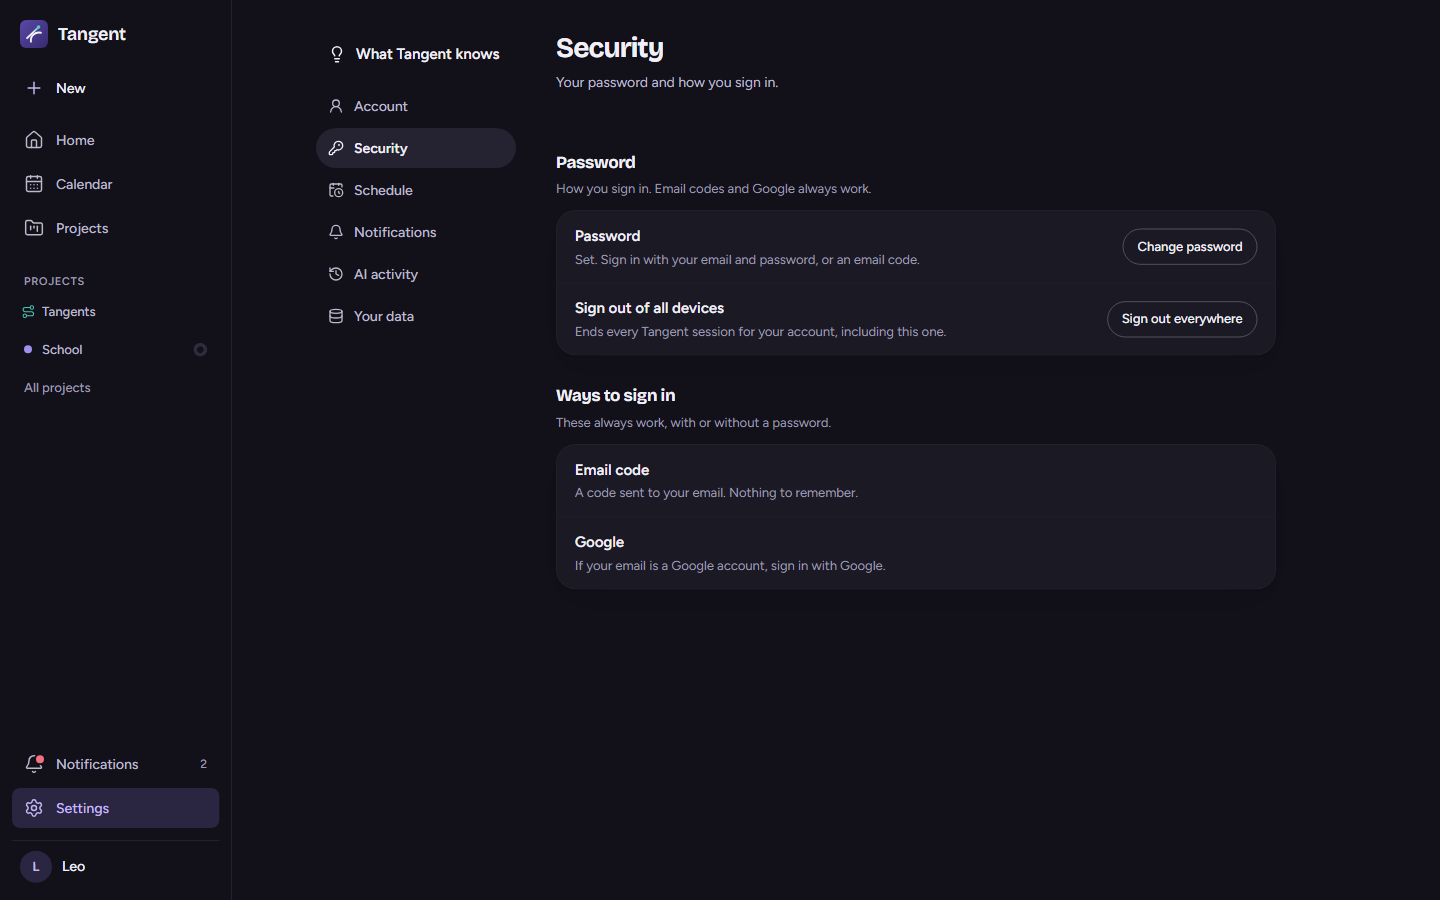 Tangent
New
Home
Calendar
Projects
PROJECTS
Tangents
School
All projects
Notifications 2
Settings
L Leo
What Tangent knows
Account
Security
Schedule
Notifications
AI activity
Your data
Security
Your password and how you sign in.
Password
How you sign in. Email codes and Google always work.
Password
Set. Sign in with your email and password, or an email code.
Change password
Sign out of all devices
Ends every Tangent session for your account, including this one.
Sign out everywhere
Ways to sign in
These always work, with or without a password.
Email code
A code sent to your email. Nothing to remember.
Google
If your email is a Google account, sign in with Google.